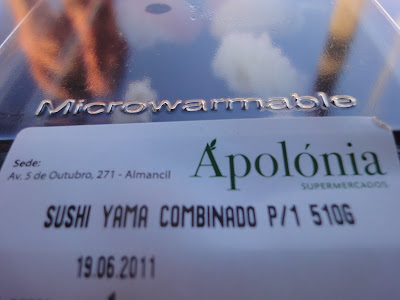 Microwarmable
Sede:
Av. 5 de Outubro, 271 - Almancil
Apolónia
SUPERMERCADOS
SUSHI YAMA COMBINADO P/1 510G
19.06.2011